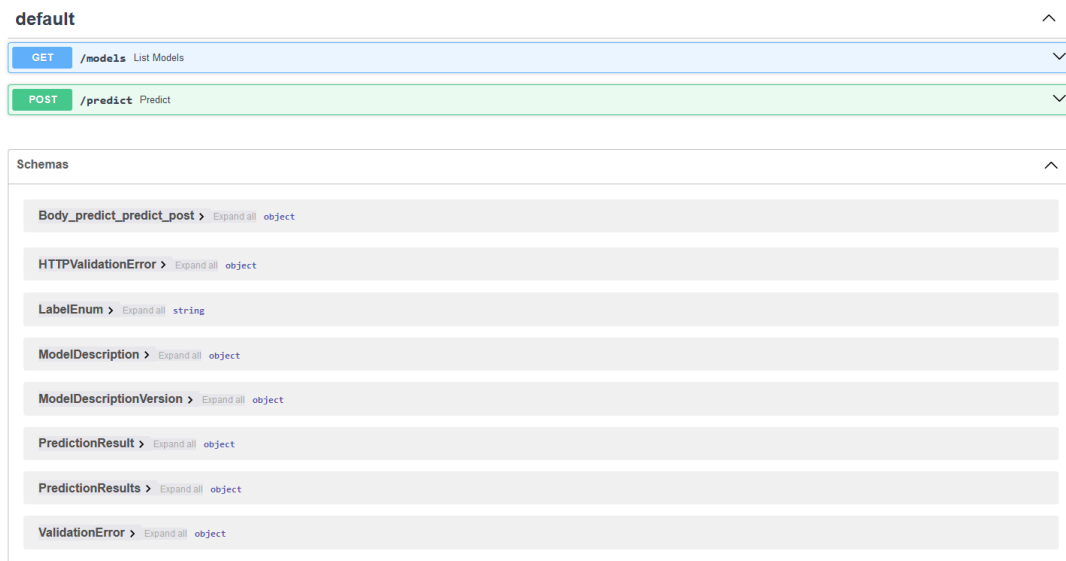 default
GET /models List Models
POST /predict Predict
Schemas
Body_predict_predict_post > Expand all object
HTTPValidationError > Expand all object
LabelEnum > Expand all string
ModelDescription > Expand all object
ModelDescriptionVersion > Expand all object
PredictionResult > Expand all object
PredictionResults > Expand all object
ValidationError > Expand all object